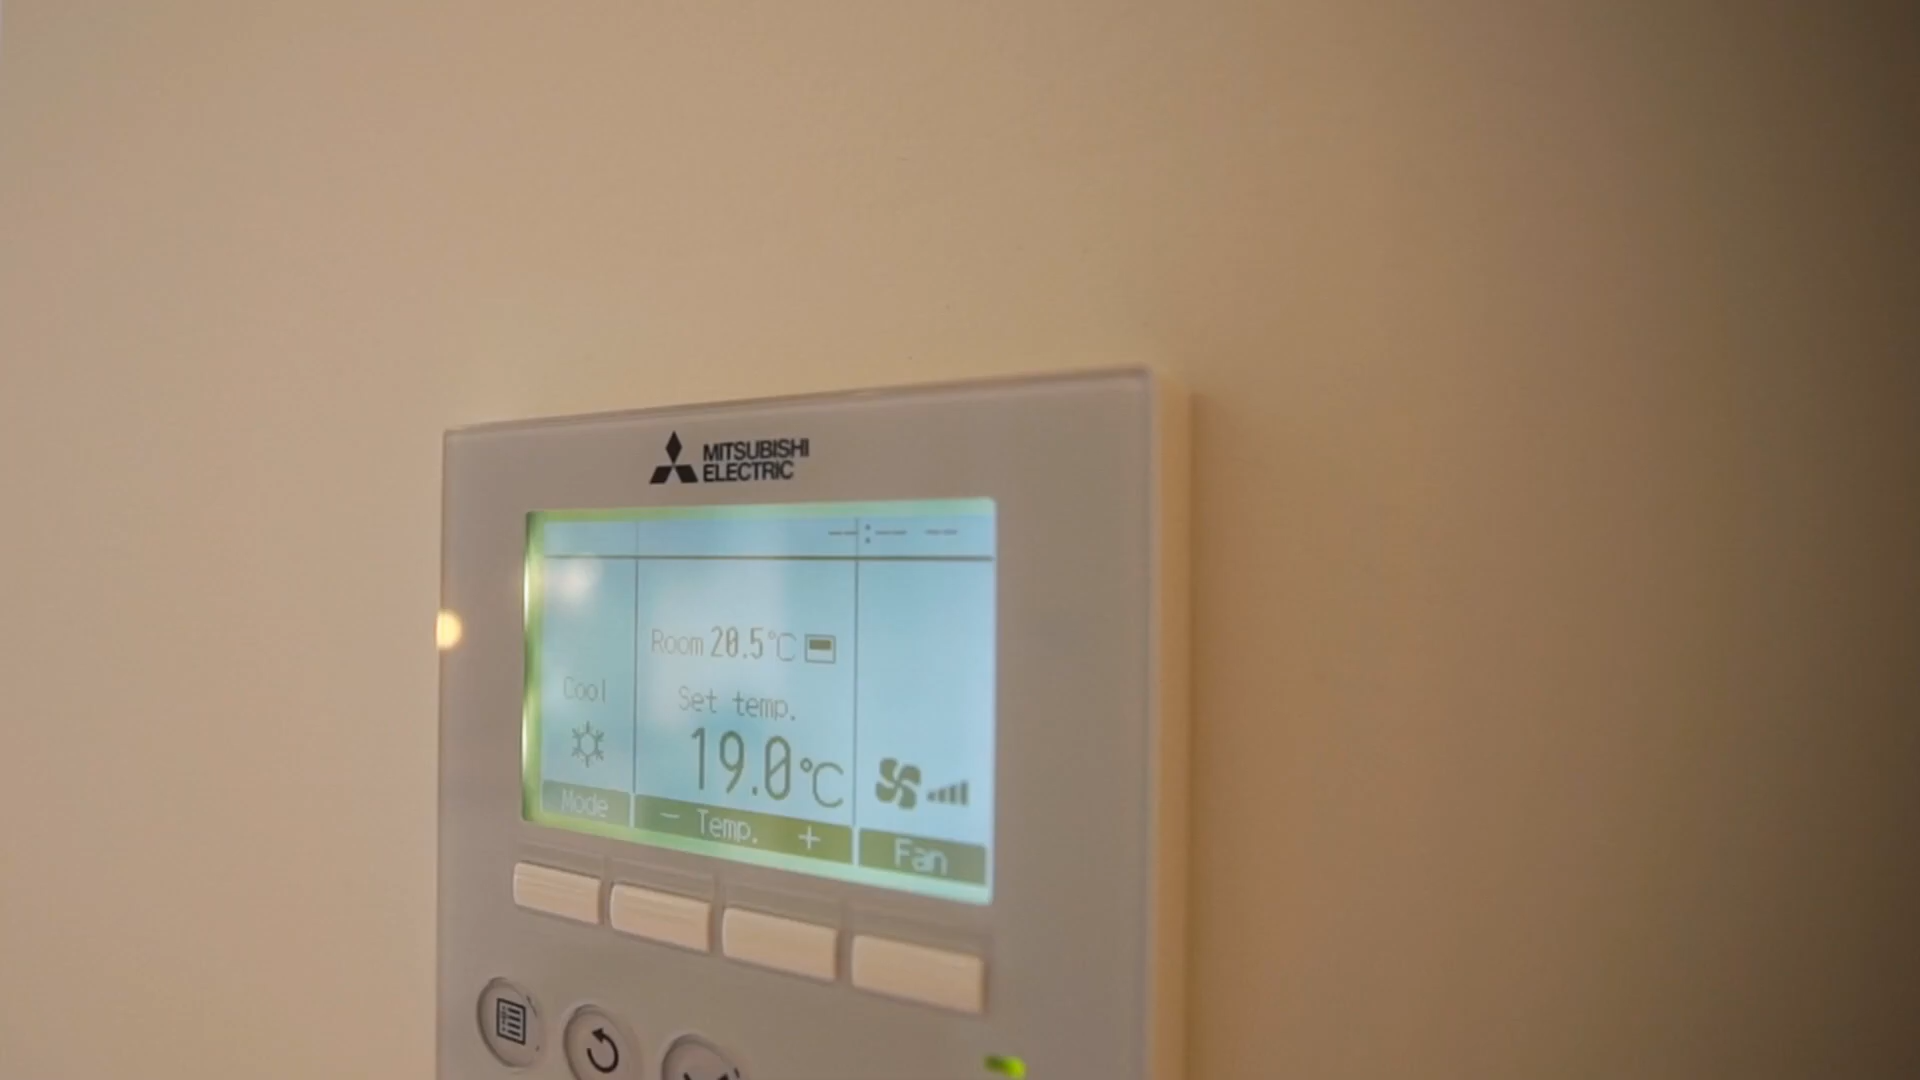 MITSUBISHI
ELECTRIC
--:-- --
Room 20.5°C
Cool
Set temp.
19.0°C
Mode
− Temp. +
Fan